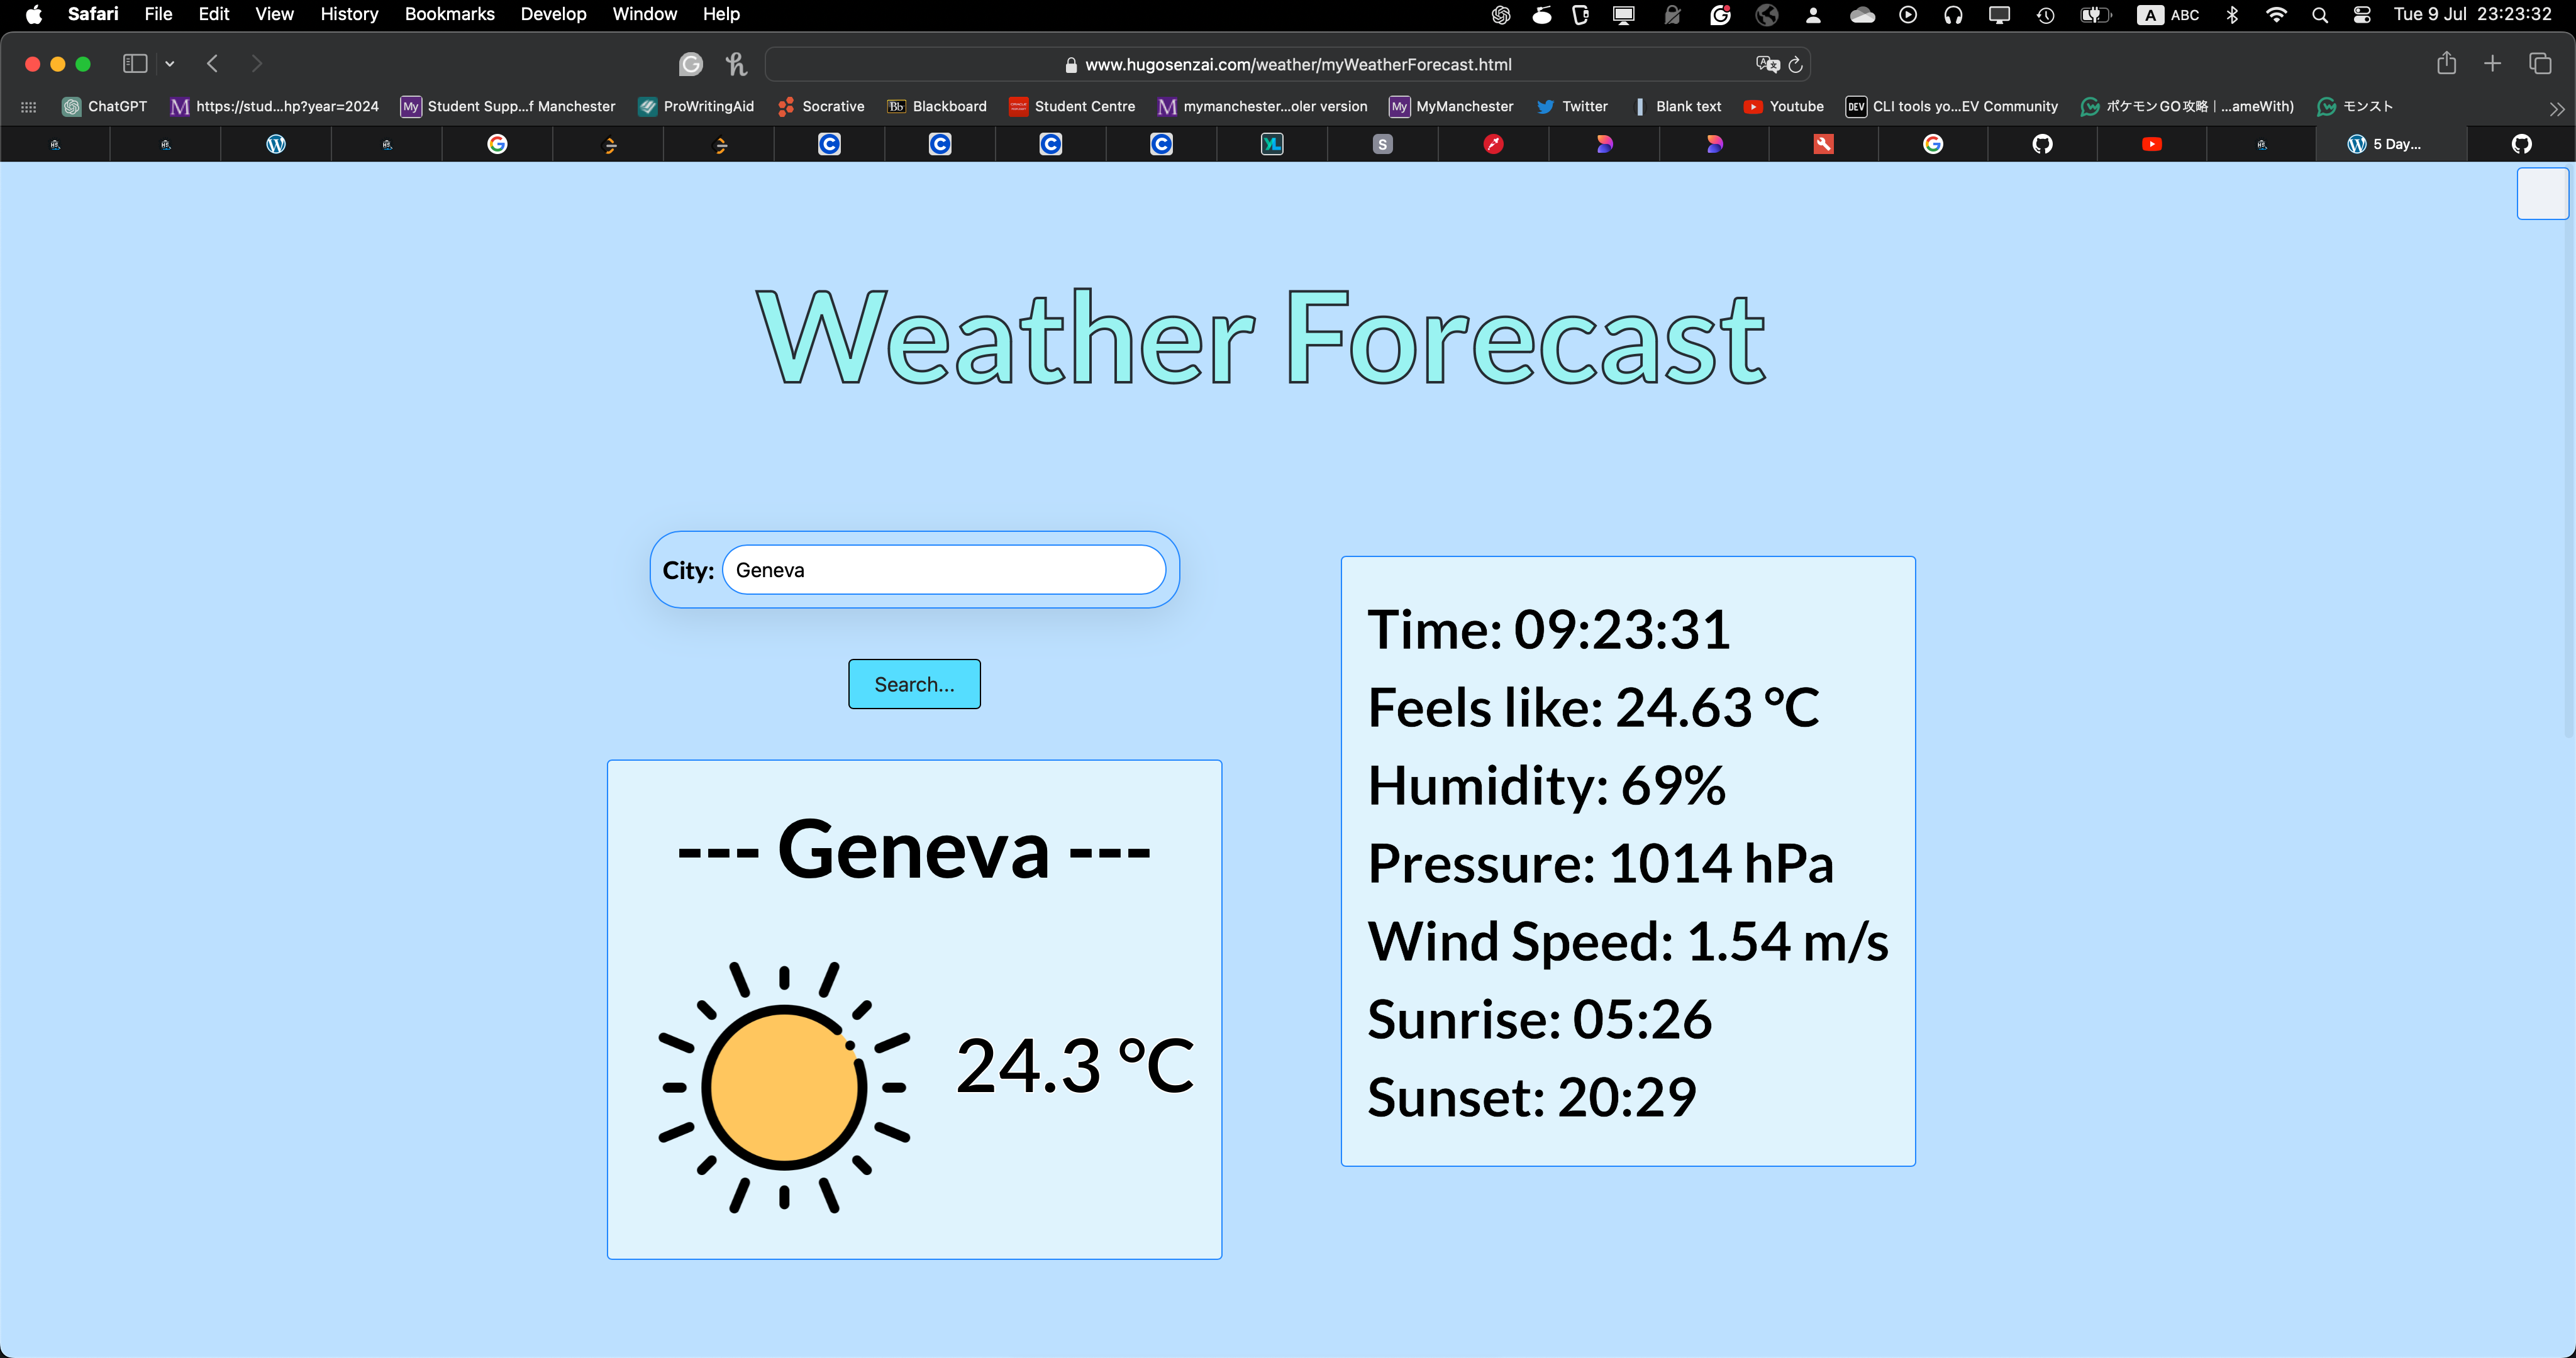 Safari File Edit View History Bookmarks Develop Window Help A ABC Tue 9 Jul 23:23:32
www.hugosenzai.com/weather/myWeatherForecast.html
ChatGPT https://stud...hp?year=2024 My Student Supp...f Manchester ProWritingAid Socrative Bb Blackboard Student Centre mymanchester...oler version My MyManchester Twitter Blank text Youtube DEV CLI tools yo...EV Community ポケモンGO攻略 | ...ameWith) モンスト
5 Day...
Weather Forecast
City: Geneva
Search...
--- Geneva ---
24.3 °C
Time: 09:23:31
Feels like: 24.63 °C
Humidity: 69%
Pressure: 1014 hPa
Wind Speed: 1.54 m/s
Sunrise: 05:26
Sunset: 20:29